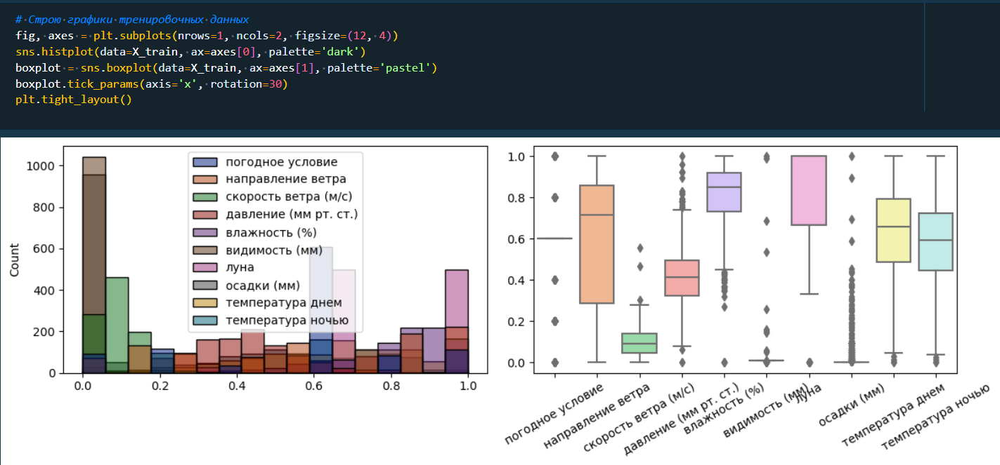 # Строю графики тренировочных данных
fig, axes = plt.subplots(nrows=1, ncols=2, figsize=(12, 4))
sns.histplot(data=X_train, ax=axes[0], palette='dark')
boxplot = sns.boxplot(data=X_train, ax=axes[1], palette='pastel')
boxplot.tick_params(axis='x', rotation=30)
plt.tight_layout()
Count
1000
800
600
400
200
0
0.0
0.2
0.4
0.6
0.8
1.0
погодное условие
направление ветра
скорость ветра (м/с)
давление (мм рт. ст.)
влажность (%)
видимость (мм)
луна
осадки (мм)
температура днем
температура ночью
1.0
0.8
0.6
0.4
0.2
0.0
погодное условие
направление ветра
скорость ветра (м/с)
давление (мм рт. ст.)
влажность (%)
видимость (мм)
луна
осадки (мм)
температура днем
температура ночью